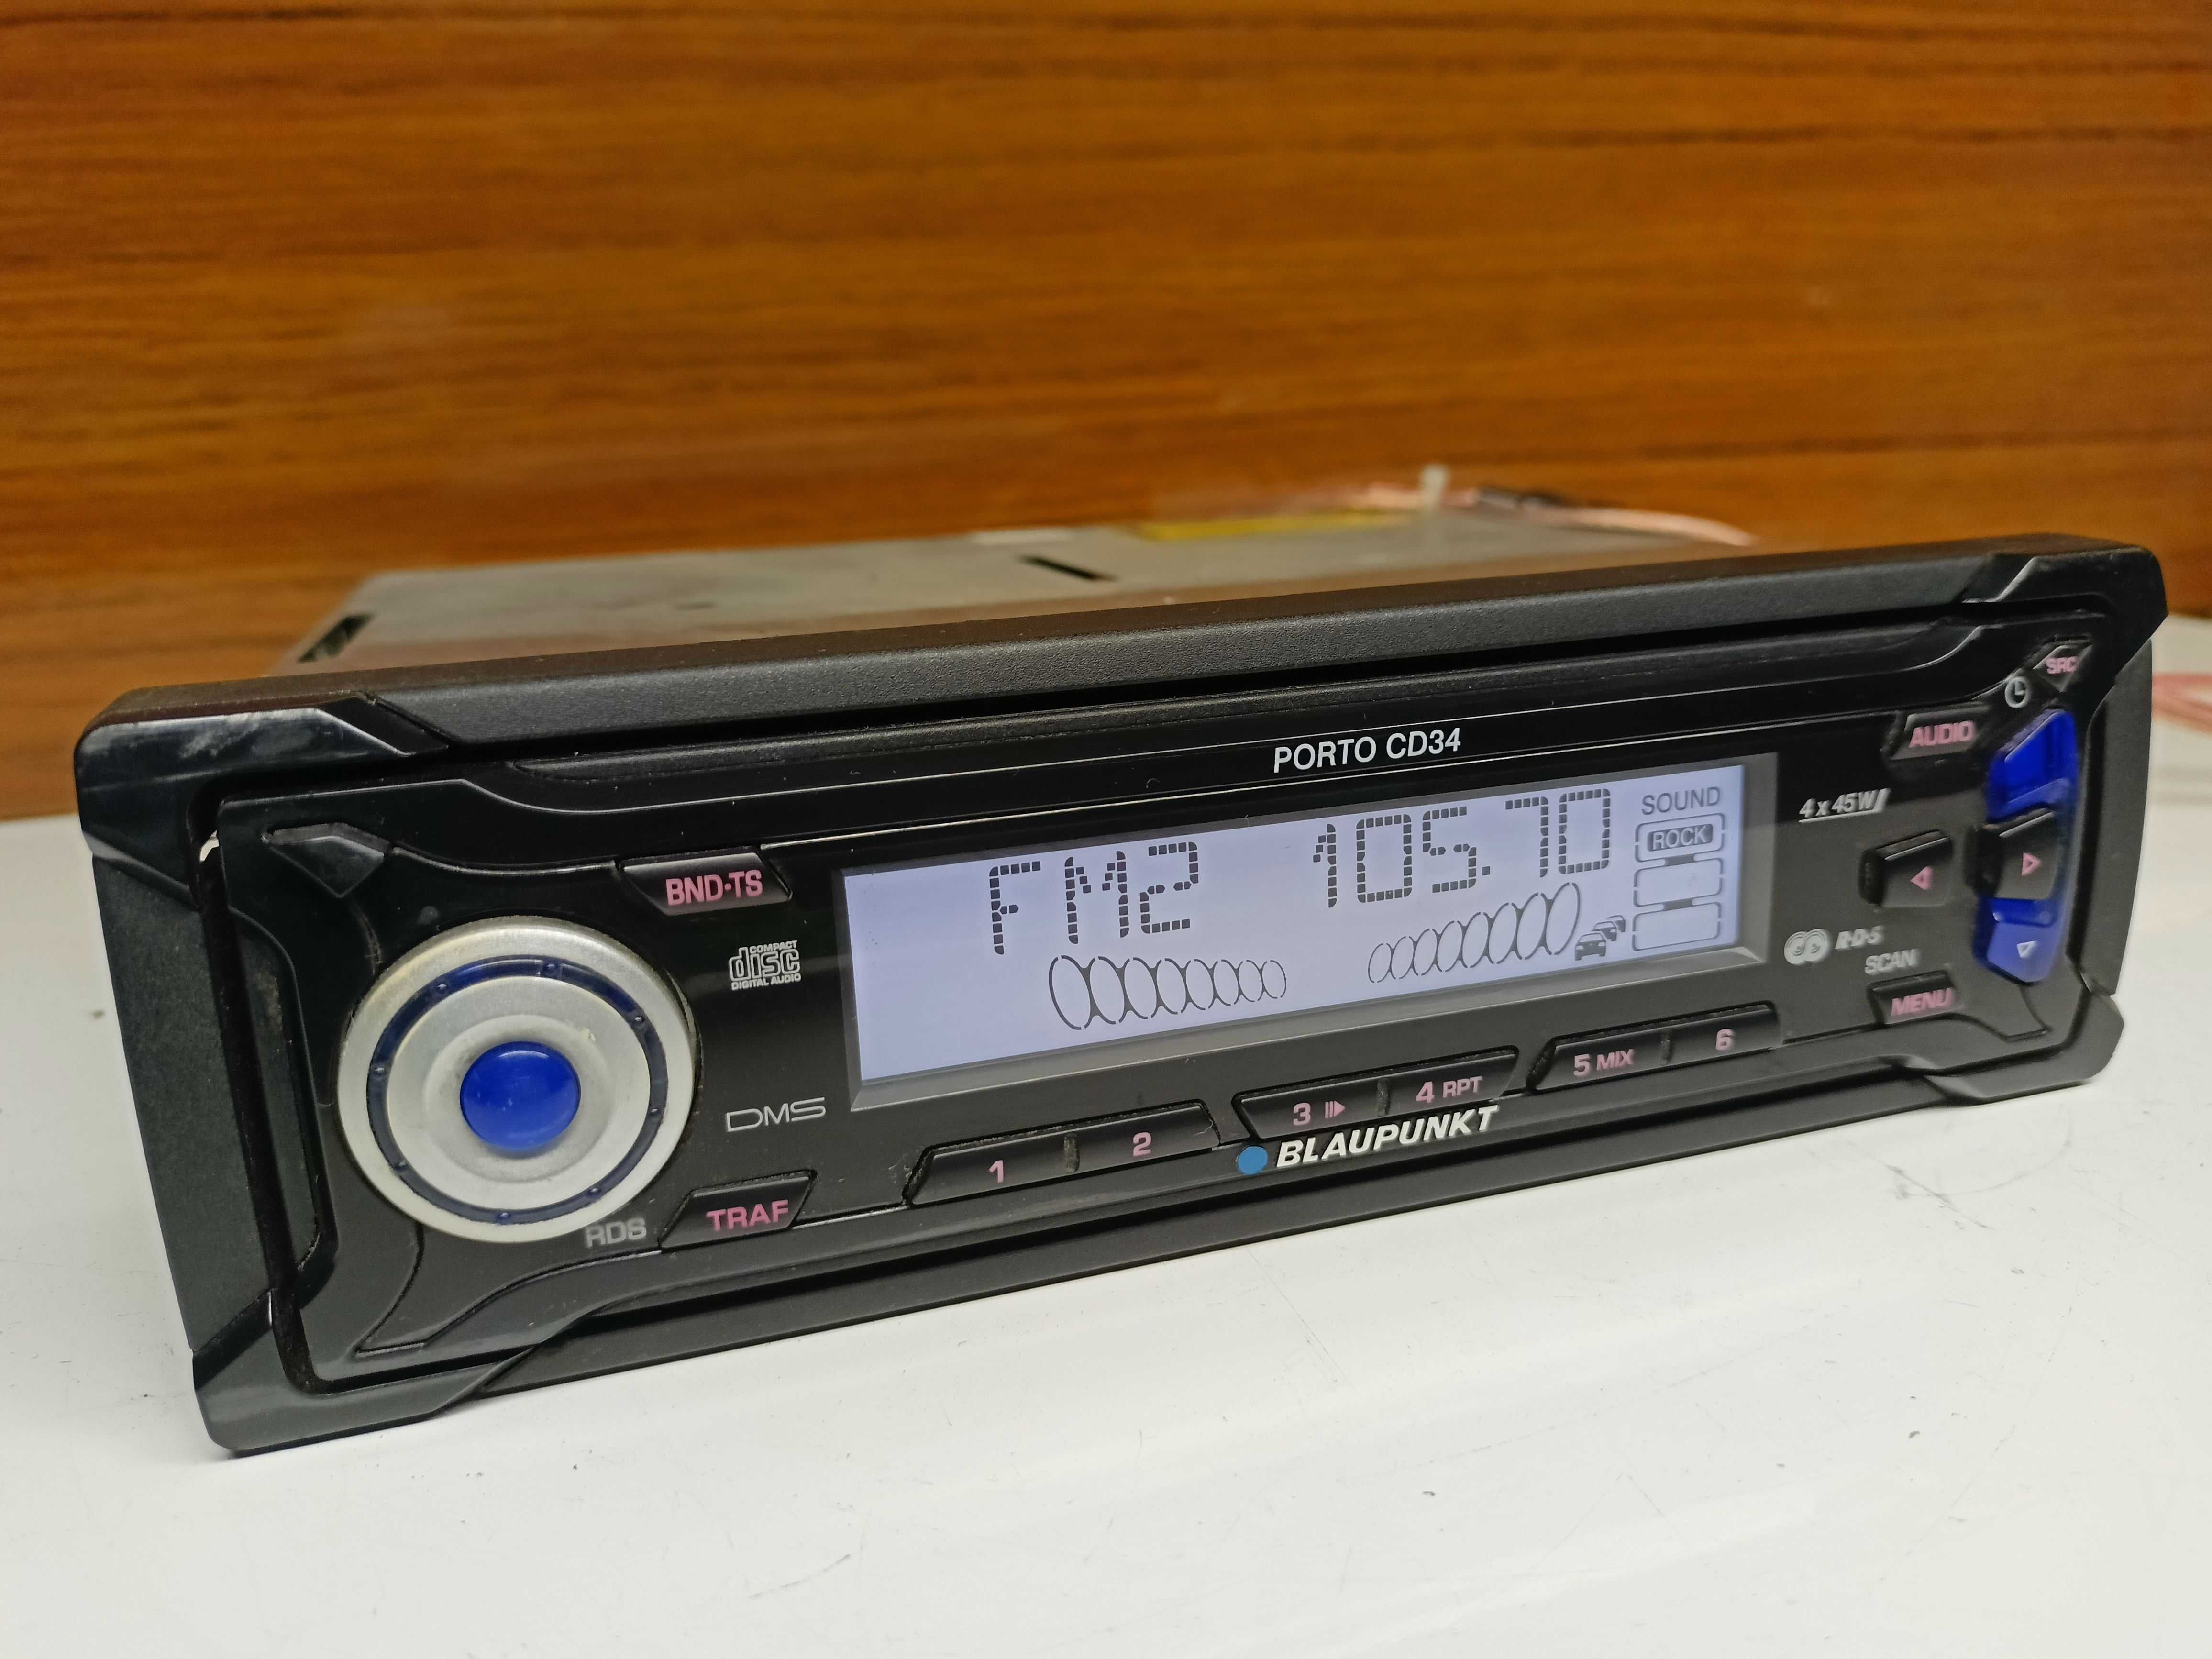 PORTO CD34
SRC
AUDIO
4 x 45W
BND•TS
FM2 105.70
SOUND
ROCK
COMPACT
disc
DIGITAL AUDIO
R•D•S
SCAN
MENU
DMS
1 2 3 4 RPT 5 MIX 6
BLAUPUNKT
TRAF
RDS